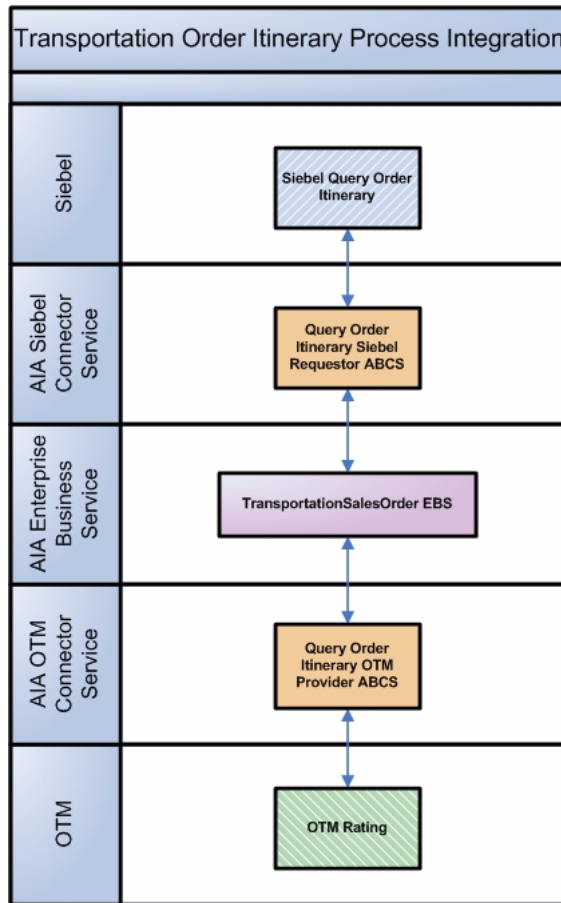 Transportation Order Itinerary Process Integration
Siebel
Siebel Query Order
Itinerary
AIA Siebel
Connector
Service
Query Order
Itinerary Siebel
Requestor ABCS
AIA Enterprise
Business
Service
TransportationSalesOrder EBS
AIA OTM
Connector
Service
Query Order
Itinerary OTM
Provider ABCS
OTM
OTM Rating